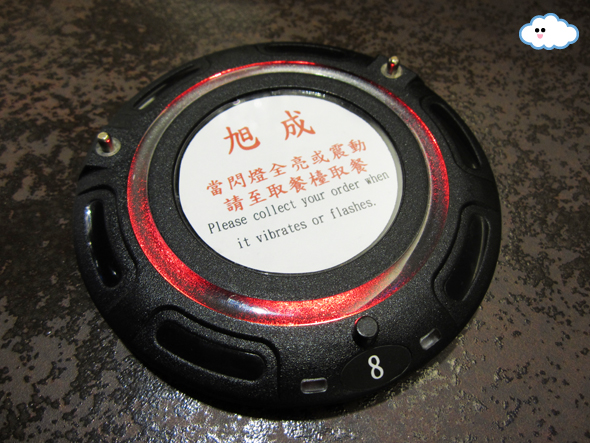 旭成
當閃燈全亮或震動
請至取餐檯取餐
Please collect your order when
it vibrates or flashes.
8